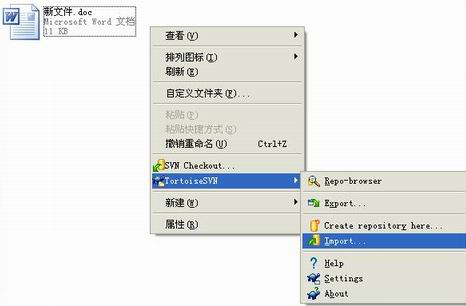 新文件.doc
Microsoft Word 文档
11 KB
查看(V)
排列图标(I)
刷新(E)
自定义文件夹(F)...
粘贴(P)
粘贴快捷方式(S)
撤销重命名(U) Ctrl+Z
SVN Checkout...
TortoiseSVN
新建(W)
属性(R)
Repo-browser
Export...
Create repository here...
Import...
Help
Settings
About